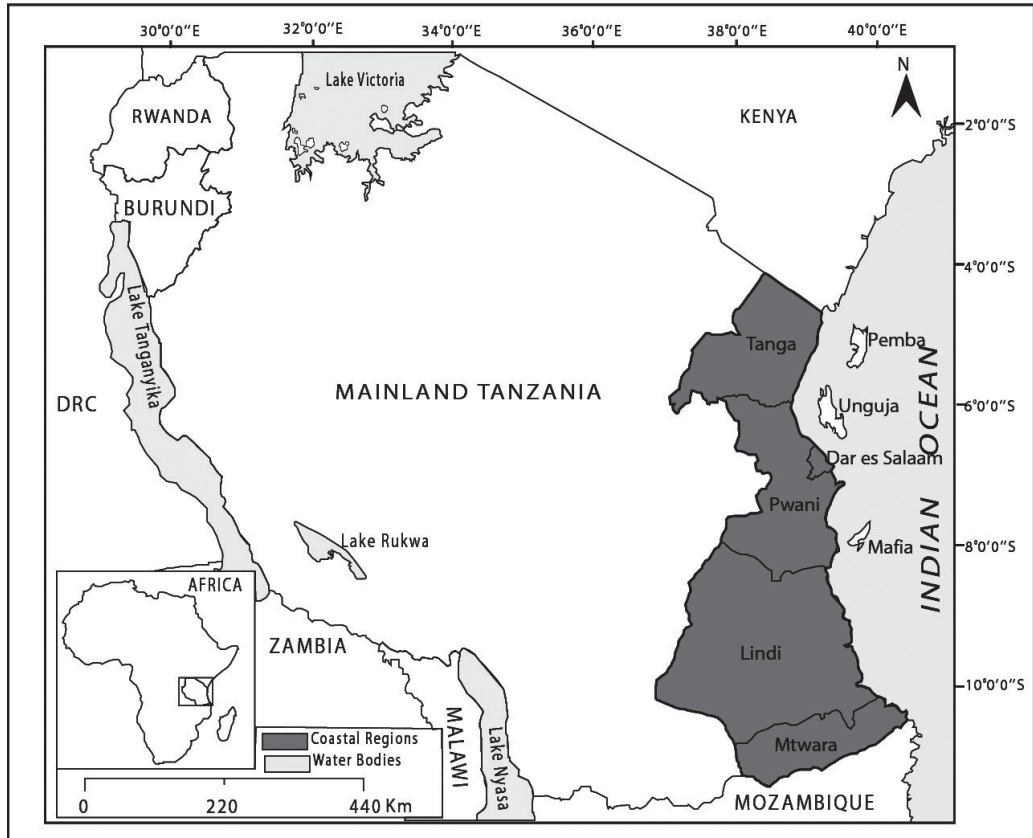 30°0'0"E
32°0'0"E
34°0'0"E
36°0'0"E
38°0'0"E
40°0'0"E
N
Lake Victoria
RWANDA
KENYA
2°0'0"S
BURUNDI
4°0'0"S
Lake Tanganyika
Tanga
Pemba
MAINLAND TANZANIA
DRC
Unguja
6°0'0"S
INDIAN OCEAN
Dar es Salaam
Pwani
Lake Rukwa
Mafia
8°0'0"S
AFRICA
ZAMBIA
Lindi
10°0'0"S
MALAWI
Lake Nyasa
Mtwara
Coastal Regions
Water Bodies
MOZAMBIQUE
0 220 440 Km